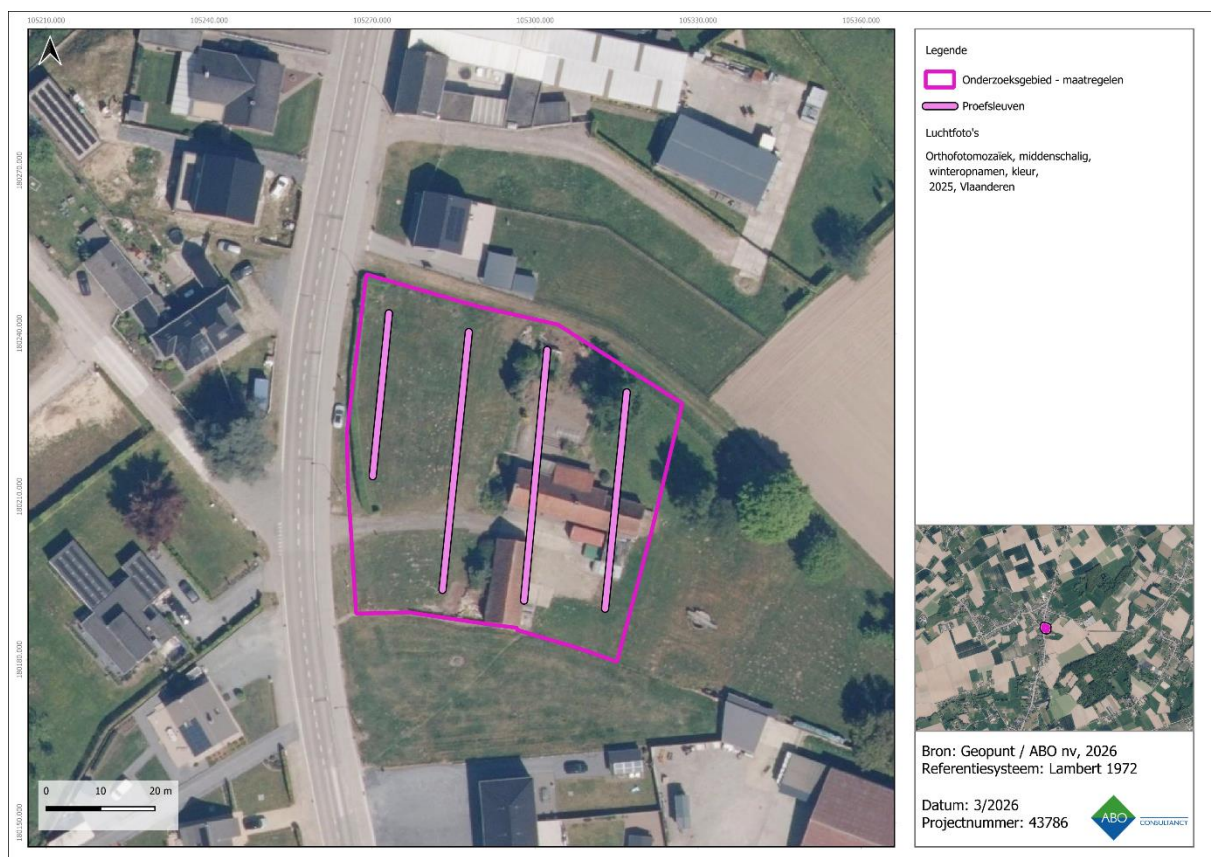 105210.000
105240.000
105270.000
105300.000
105330.000
105360.000
180270.000
180240.000
180210.000
180180.000
180150.000
0 10 20 m
Legende
Onderzoeksgebied - maatregelen
Proefsleuven
Luchtfoto's
Orthofotomozaïek, middenschalig,
winteropnamen, kleur,
2025, Vlaanderen
Bron: Geopunt / ABO nv, 2026
Referentiesysteem: Lambert 1972
Datum: 3/2026
Projectnummer: 43786
ABO
CONSULTANCY